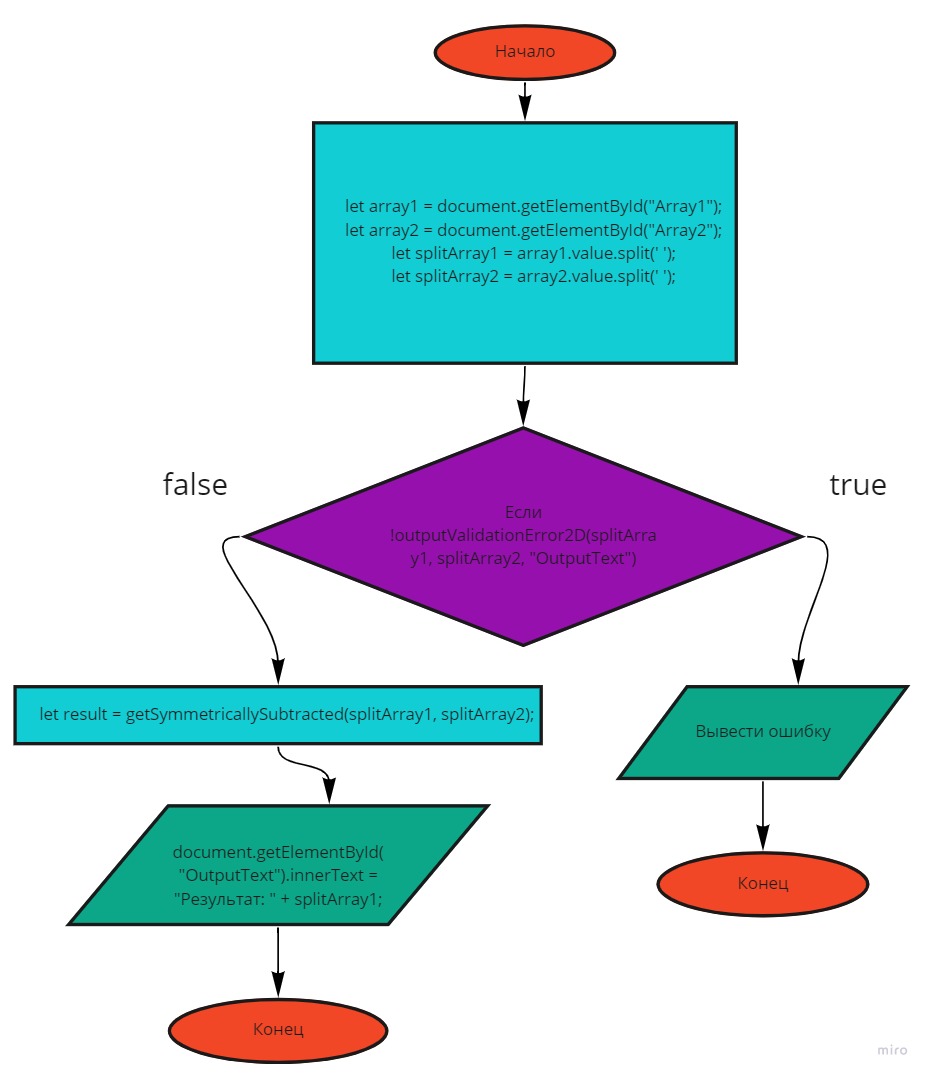 Начало
let array1 = document.getElementById("Array1");
let array2 = document.getElementById("Array2");
let splitArray1 = array1.value.split(' ');
let splitArray2 = array2.value.split(' ');
false
true
Если
!outputValidationError2D(splitArra
y1, splitArray2, "OutputText")
let result = getSymmetricallySubtracted(splitArray1, splitArray2);
Вывести ошибку
document.getElementById(
"OutputText").innerText =
"Результат: " + splitArray1;
Конец
Конец
miro